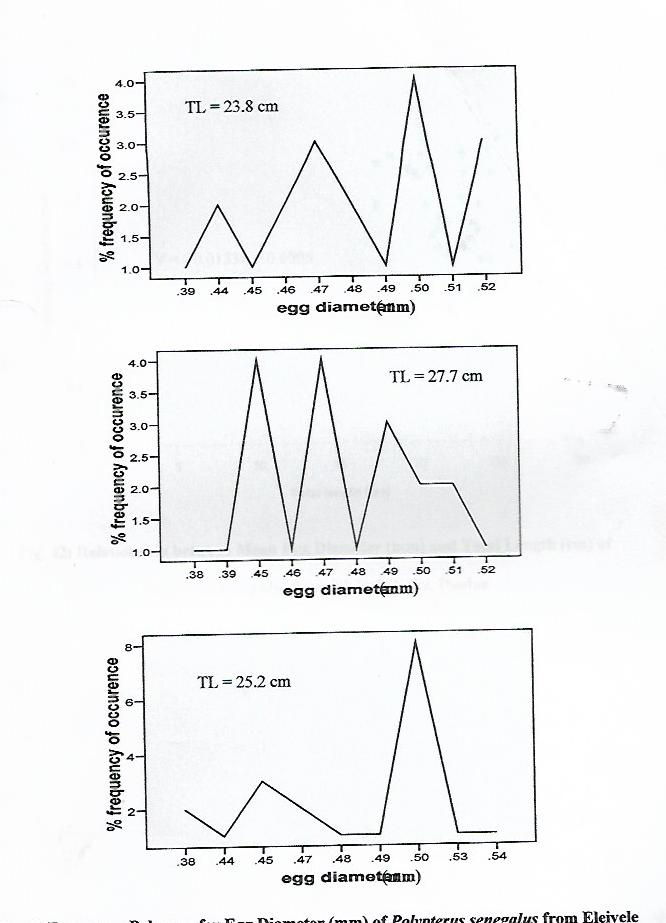 4.0
3.5
3.0
2.5
2.0
1.5
1.0
% frequency of occurence
TL = 23.8 cm
.39 .44 .45 .46 .47 .48 .49 .50 .51 .52
egg diameter(mm)
4.0
3.5
3.0
2.5
2.0
1.5
1.0
% frequency of occurence
TL = 27.7 cm
.38 .39 .45 .46 .47 .48 .49 .50 .51 .52
egg diameter(mm)
8
6
4
2
% frequency of occurence
TL = 25.2 cm
.38 .44 .45 .47 .48 .49 .50 .53 .54
egg diameter(mm)
for Egg Diameter (mm) of Polypterus senegalus from Eleiyele